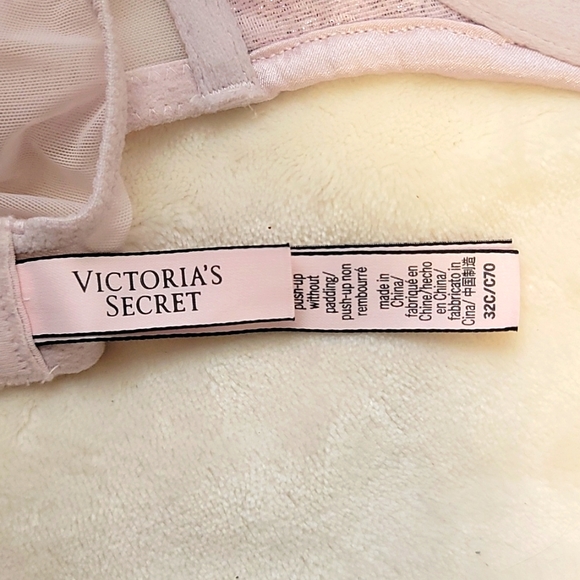 VICTORIA'S
SECRET
push-up
without
padding/
push-up non
rembourré
made in
China/
fabriqué en
Chine/hecho
en China/
fabbricato in
Cina/ 中国制造
32C/C70